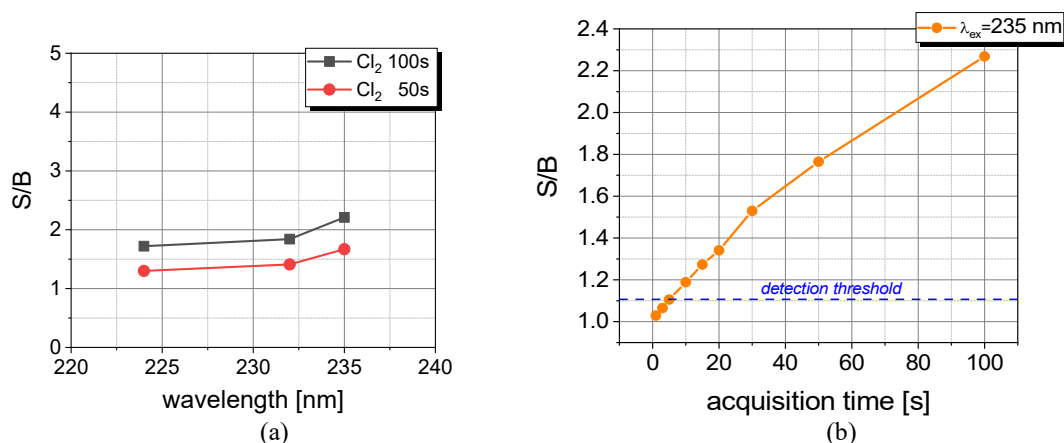 5
4
3
2
1
0
S/B
220 225 230 235 240
wavelength [nm]
Cl₂ 100s
Cl₂ 50s
(a)
2.4
2.2
2.0
1.8
1.6
1.4
1.2
1.0
S/B
λex=235 nm
detection threshold
0 20 40 60 80 100
acquisition time [s]
(b)